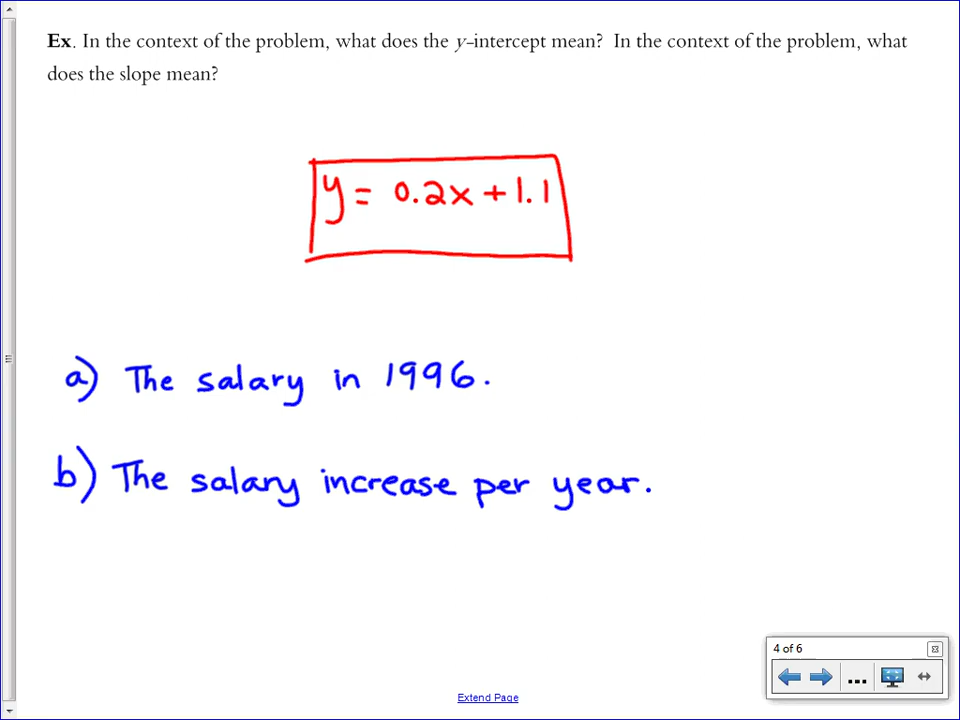 Ex. In the context of the problem, what does the y-intercept mean? In the context of the problem, what
does the slope mean?
y = 0.2x + 1.1
a) The salary in 1996.
b) The salary increase per year.
4 of 6
...
Extend Page